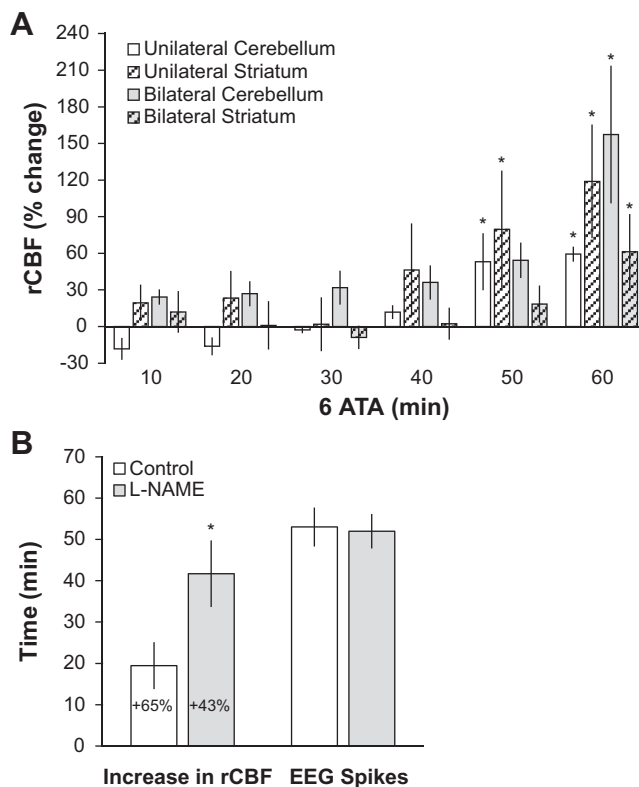 A
rCBF (% change)
240
210
180
150
120
90
60
30
0
-30
Unilateral Cerebellum
Unilateral Striatum
Bilateral Cerebellum
Bilateral Striatum
* * * * * *
10 20 30 40 50 60
6 ATA (min)
B
Time (min)
70
60
50
40
30
20
10
0
Control
L-NAME
*
+65% +43%
Increase in rCBF EEG Spikes